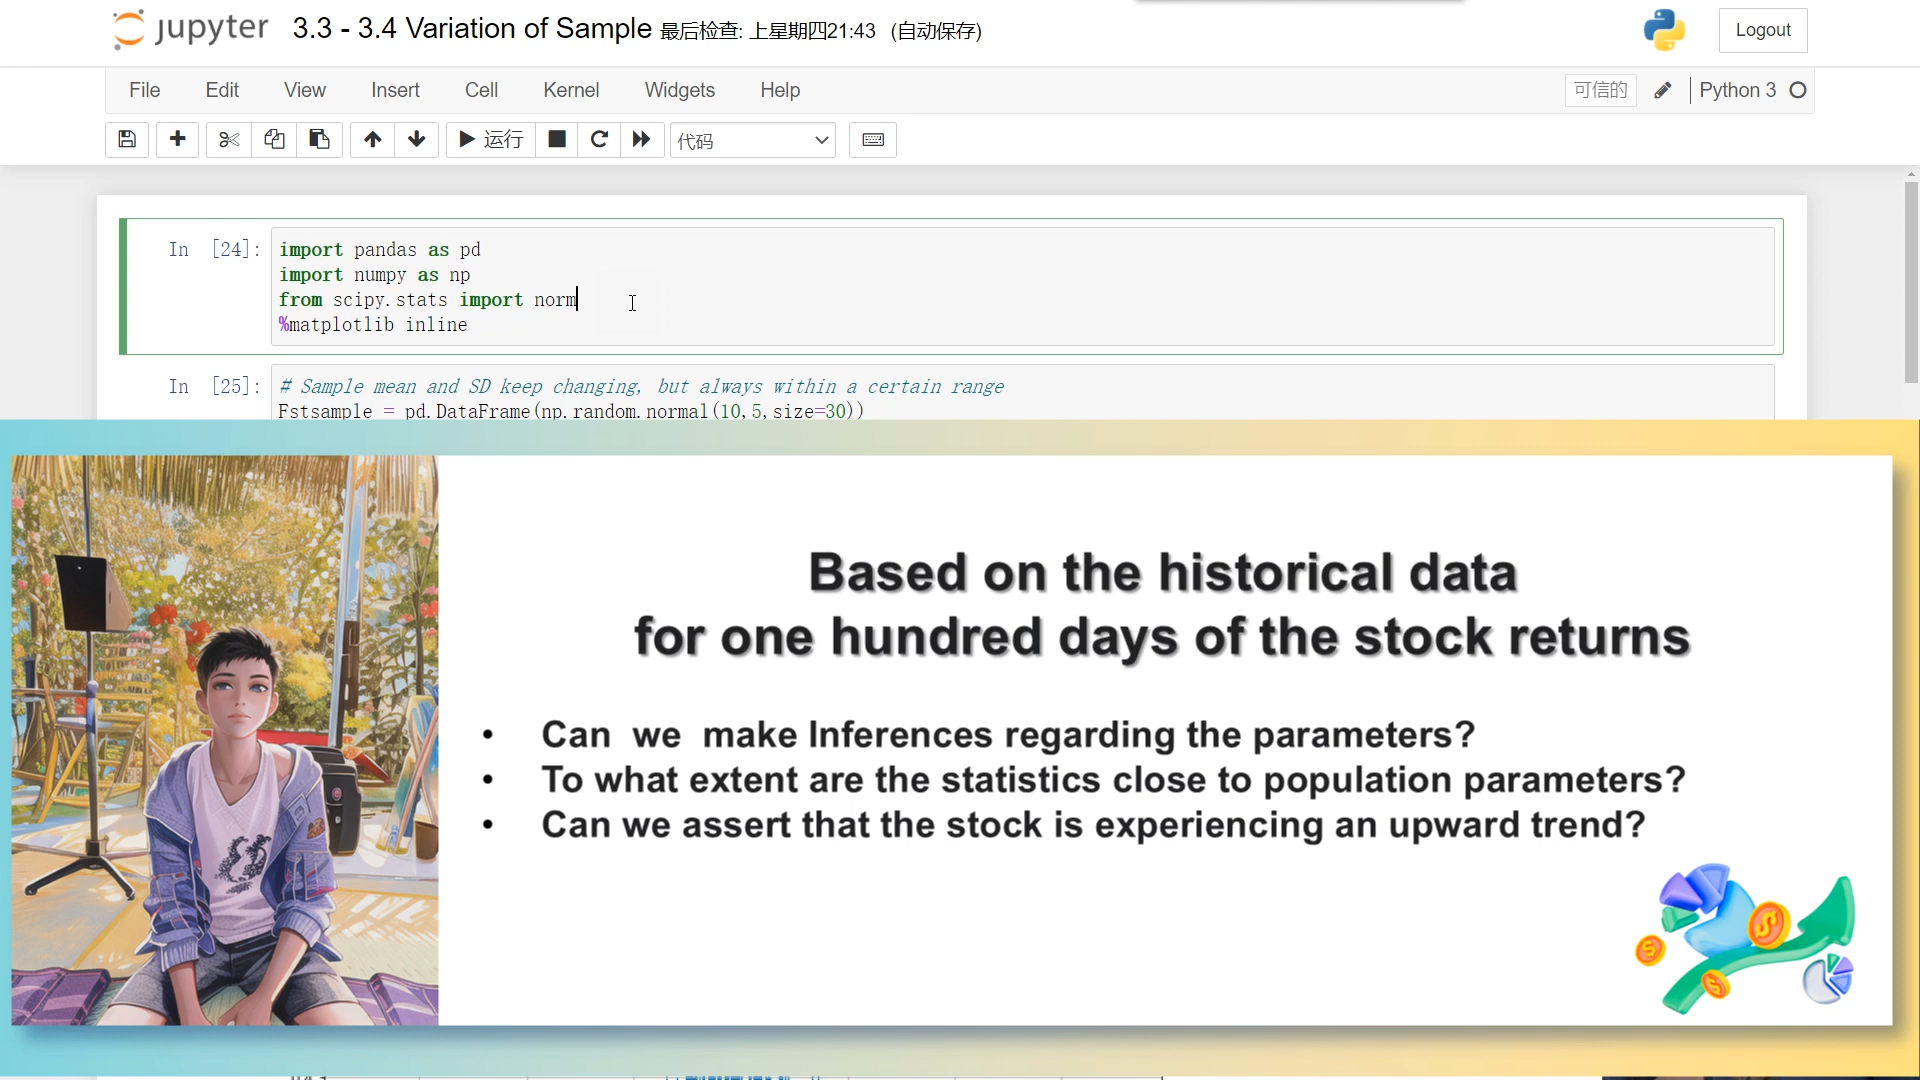 jupyter 3.3 - 3.4 Variation of Sample 最后检查: 上星期四21:43 (自动保存)
Logout
File Edit View Insert Cell Kernel Widgets Help
可信的 Python 3
运行 代码
In [24]:
import pandas as pd
import numpy as np
from scipy.stats import norm
%matplotlib inline
In [25]:
# Sample mean and SD keep changing, but always within a certain range
Fstsample = pd.DataFrame(np.random.normal(10,5,size=30))
Based on the historical data
for one hundred days of the stock returns
• Can we make Inferences regarding the parameters?
• To what extent are the statistics close to population parameters?
• Can we assert that the stock is experiencing an upward trend?